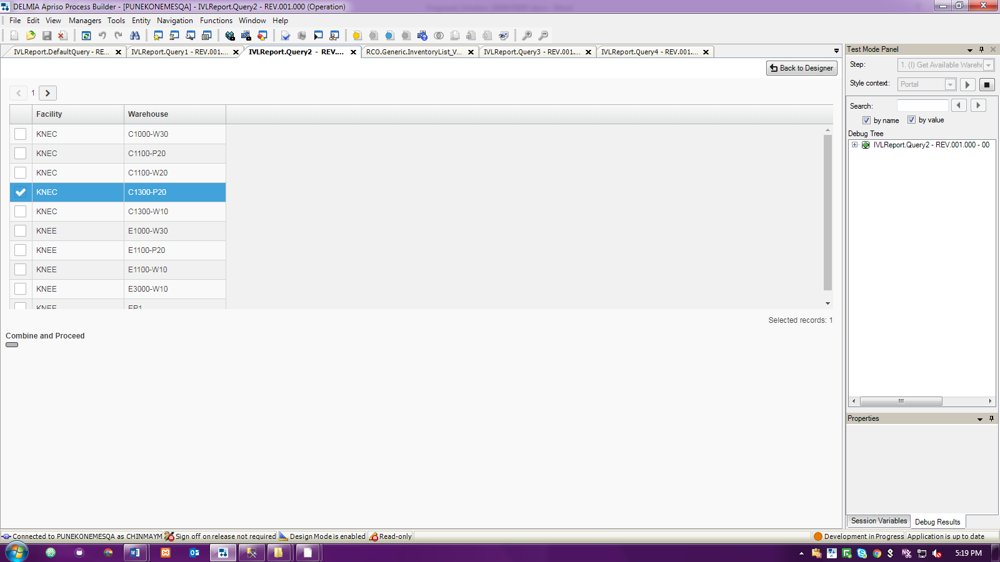 DELMIA Apriso Process Builder - [PUNEKONEMESQA] - IVLReport.Query2 - REV.001.000 (Operation)
File Edit View Managers Tools Entity Navigation Functions Window Help
IVLReport.DefaultQuery - RE... IVLReport.Query1 - REV.001.... IVLReport.Query2 - REV.... RCO.Generic.InventoryList_V... IVLReport.Query3 - REV.001.... IVLReport.Query4 - REV.001....
Back to Designer
1
Facility Warehouse
KNEC C1000-W30
KNEC C1100-P20
KNEC C1100-W20
KNEC C1300-P20
KNEC C1300-W10
KNEE E1000-W30
KNEE E1100-P20
KNEE E1100-W10
KNEE E3000-W10
KNEE EP1
Selected records: 1
Combine and Proceed
Test Mode Panel
Step: 1. (I) Get Available Wareho
Style context: Portal
Search:
by name by value
Debug Tree
IVLReport.Query2 - REV.001.000 - 00
Properties
Session Variables Debug Results
Connected to PUNEKONEMESQA as CHINMAYM Sign off on release not required Design Mode is enabled Read-only Development in Progress Application is up to date
5:19 PM